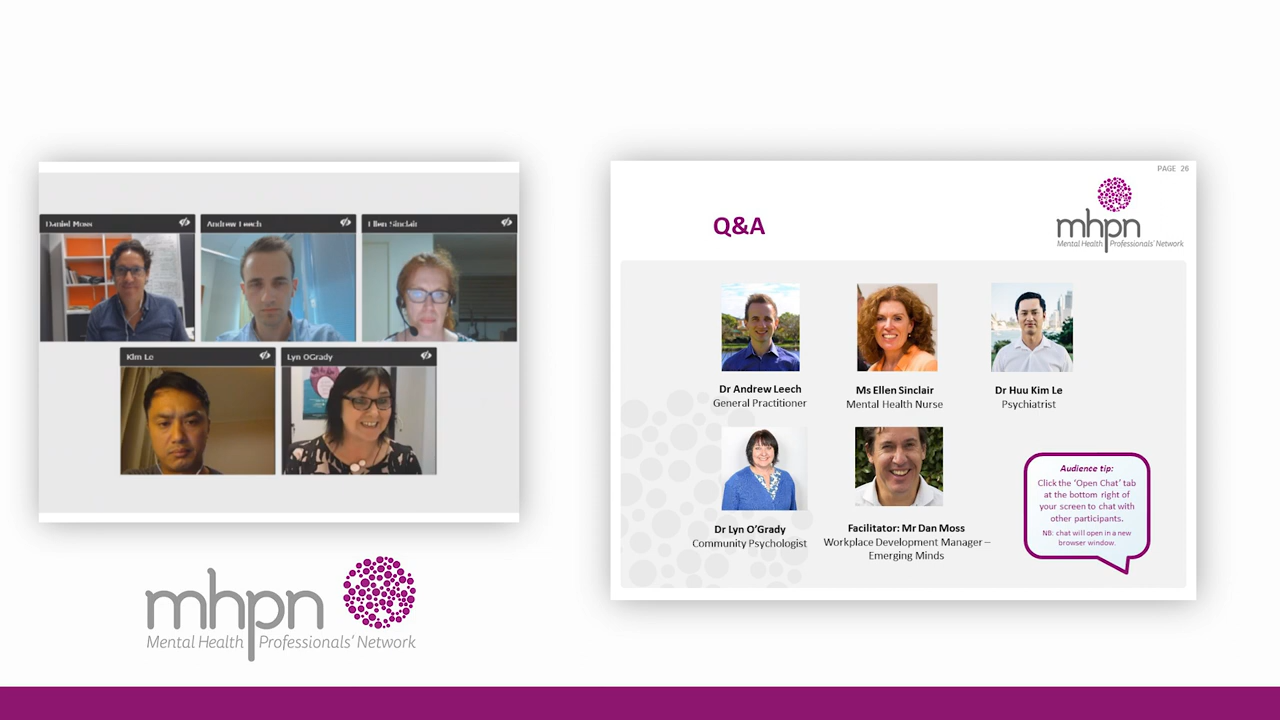 Daniel Moss
Andrew Leech
Ellen Sinclair
Kim Le
Lyn OGrady
mhpn
Mental Health Professionals' Network
PAGE 26
Q&A
mhpn
Mental Health Professionals' Network
Dr Andrew Leech
General Practitioner
Ms Ellen Sinclair
Mental Health Nurse
Dr Huu Kim Le
Psychiatrist
Dr Lyn O'Grady
Community Psychologist
Facilitator: Mr Dan Moss
Workplace Development Manager –
Emerging Minds
Audience tip:
Click the 'Open Chat' tab
at the bottom right of
your screen to chat with
other participants.
NB: chat will open in a new
browser window.